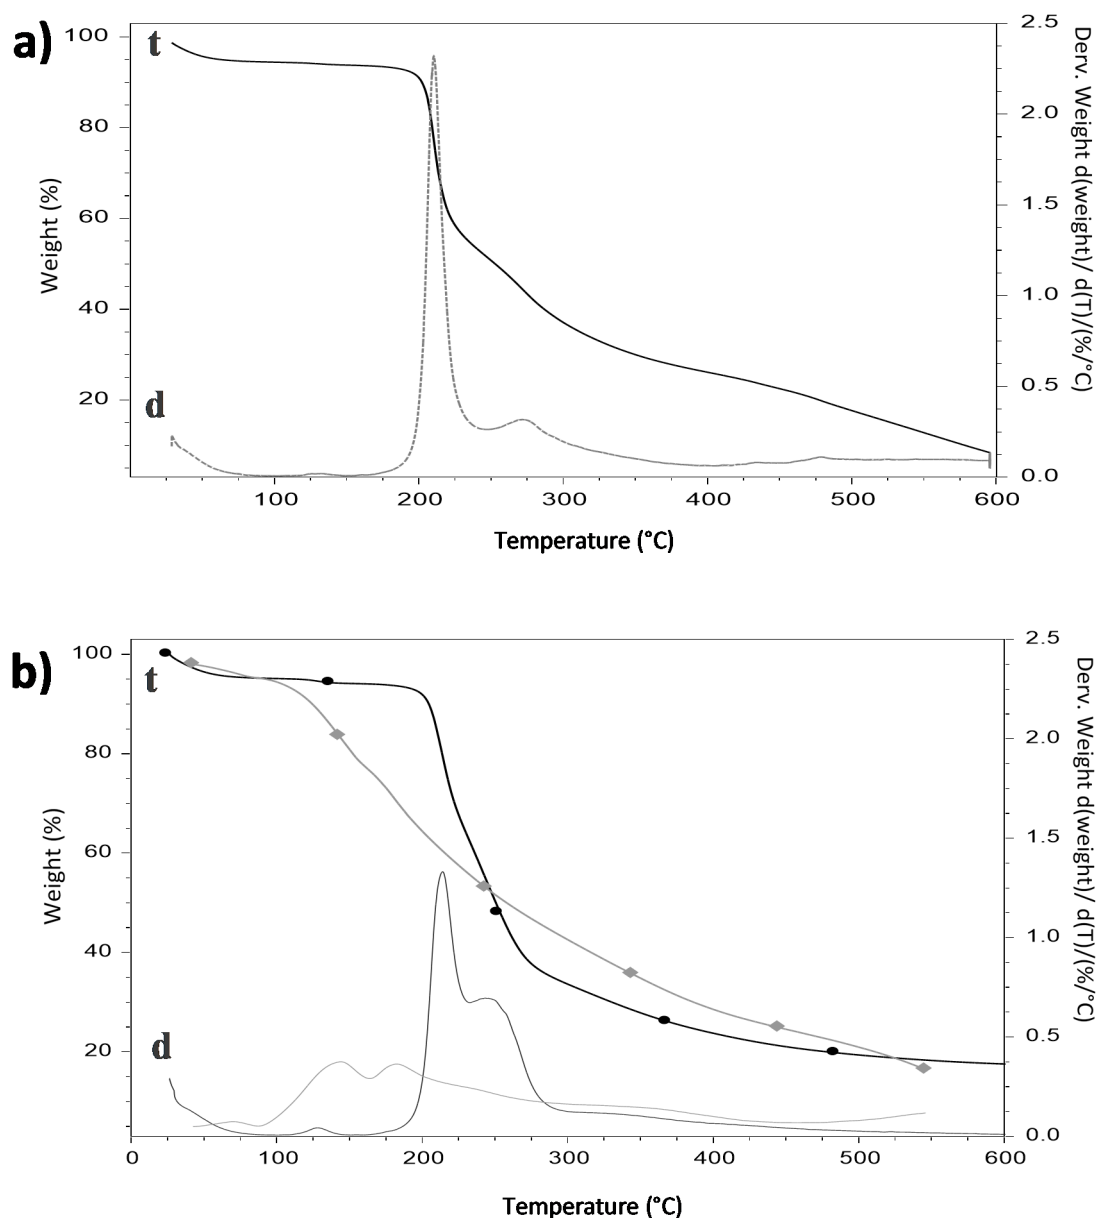 a)
t
d
100
80
60
40
20
Weight (%)
2.5
2.0
1.5
1.0
0.5
0.0
Derv. Weight d(weight)/ d(T)/(%/°C)
100 200 300 400 500 600
Temperature (°C)
b)
t
d
100
80
60
40
20
Weight (%)
2.5
2.0
1.5
1.0
0.5
0.0
Derv. Weight d(weight)/ d(T)/(%/°C)
0 100 200 300 400 500 600
Temperature (°C)